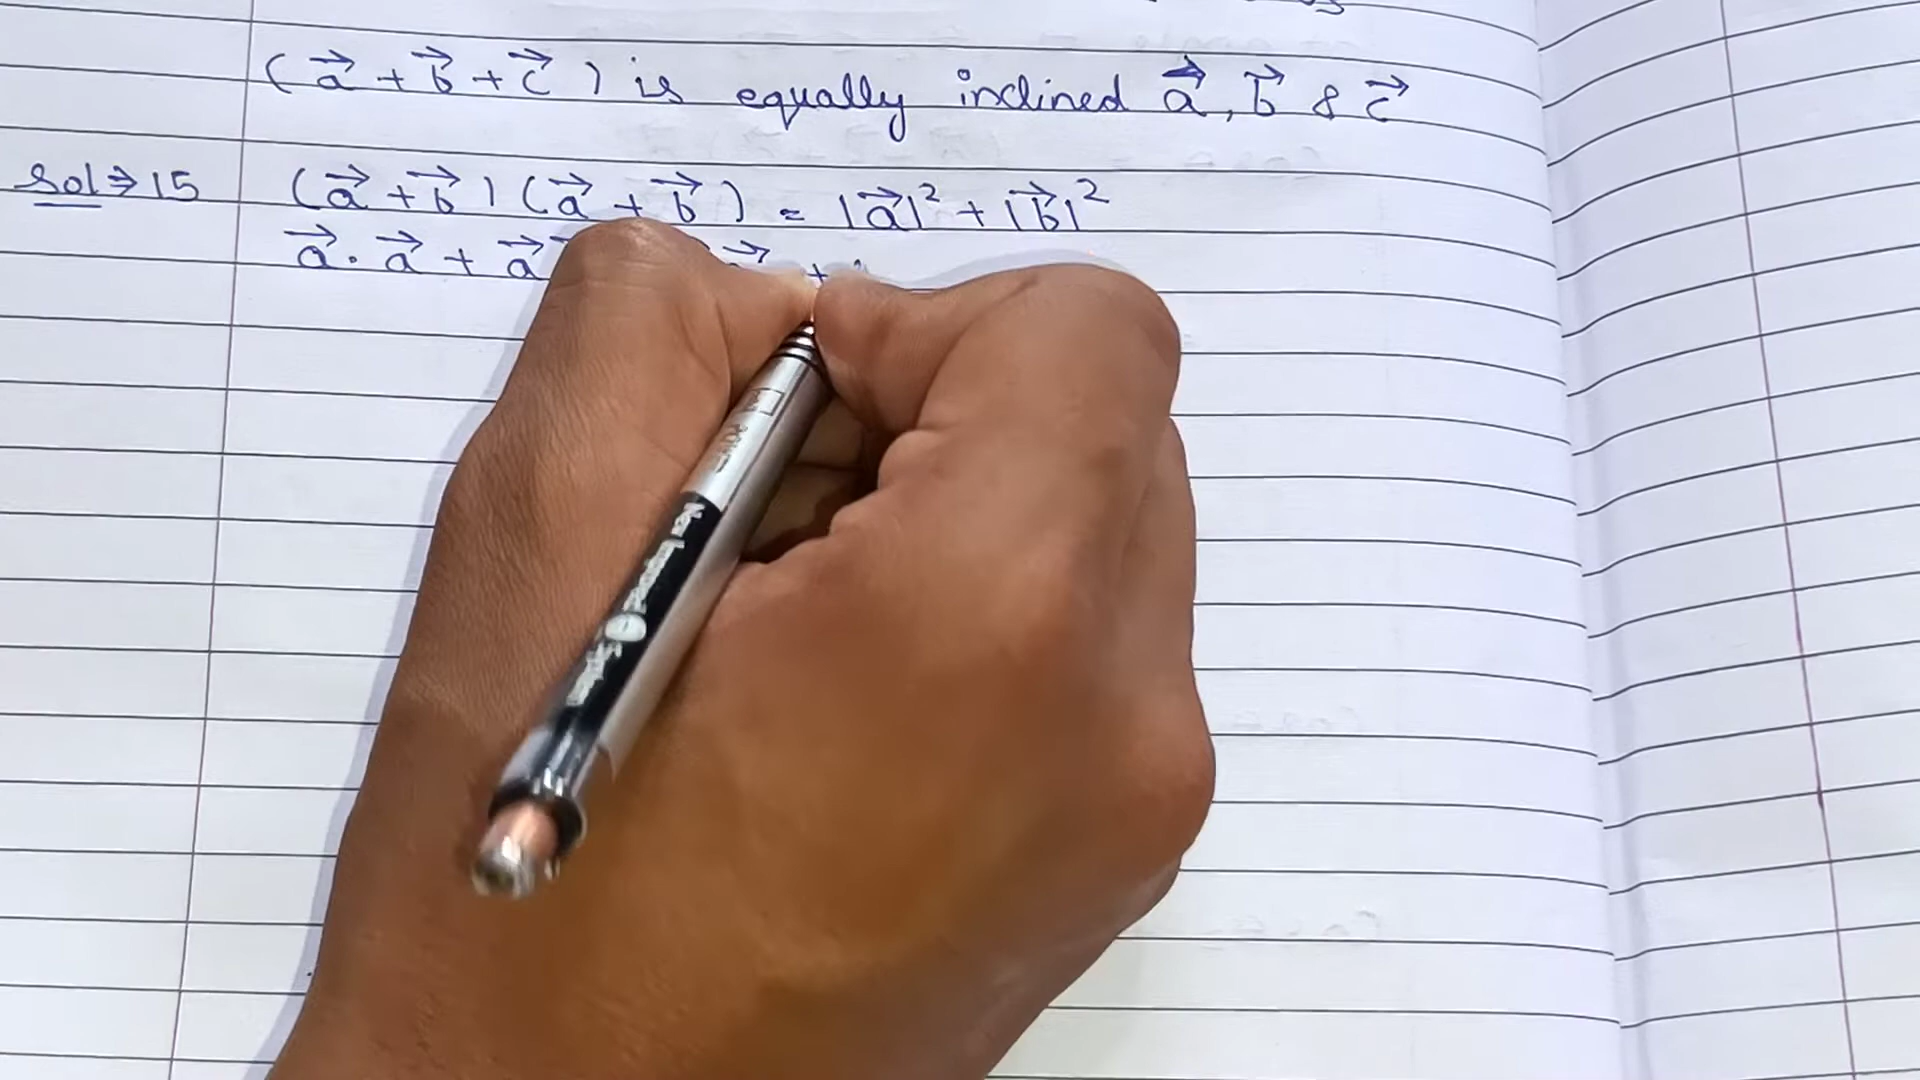 (a⃗ + b⃗ + c⃗) is equally inclined a⃗, b⃗ & c⃗
Sol ⇒ 15 (a⃗ + b⃗) (a⃗ + b⃗) = |a⃗|² + |b⃗|²
a⃗ . a⃗ + a⃗ +